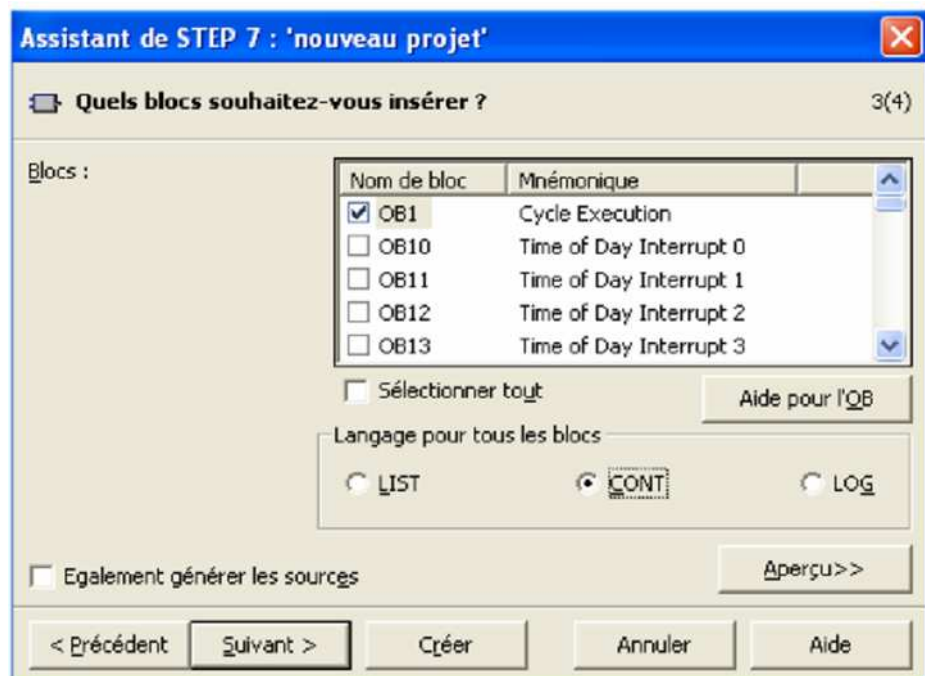 Assistant de STEP 7 : 'nouveau projet'
Quels blocs souhaitez-vous insérer ? 3(4)
Blocs :
Nom de bloc Mnémonique
OB1 Cycle Execution
OB10 Time of Day Interrupt 0
OB11 Time of Day Interrupt 1
OB12 Time of Day Interrupt 2
OB13 Time of Day Interrupt 3
Sélectionner tout
Aide pour l'OB
Langage pour tous les blocs
LIST CONT LOG
Egalement générer les sources
Aperçu>>
< Précédent Suivant > Créer Annuler Aide